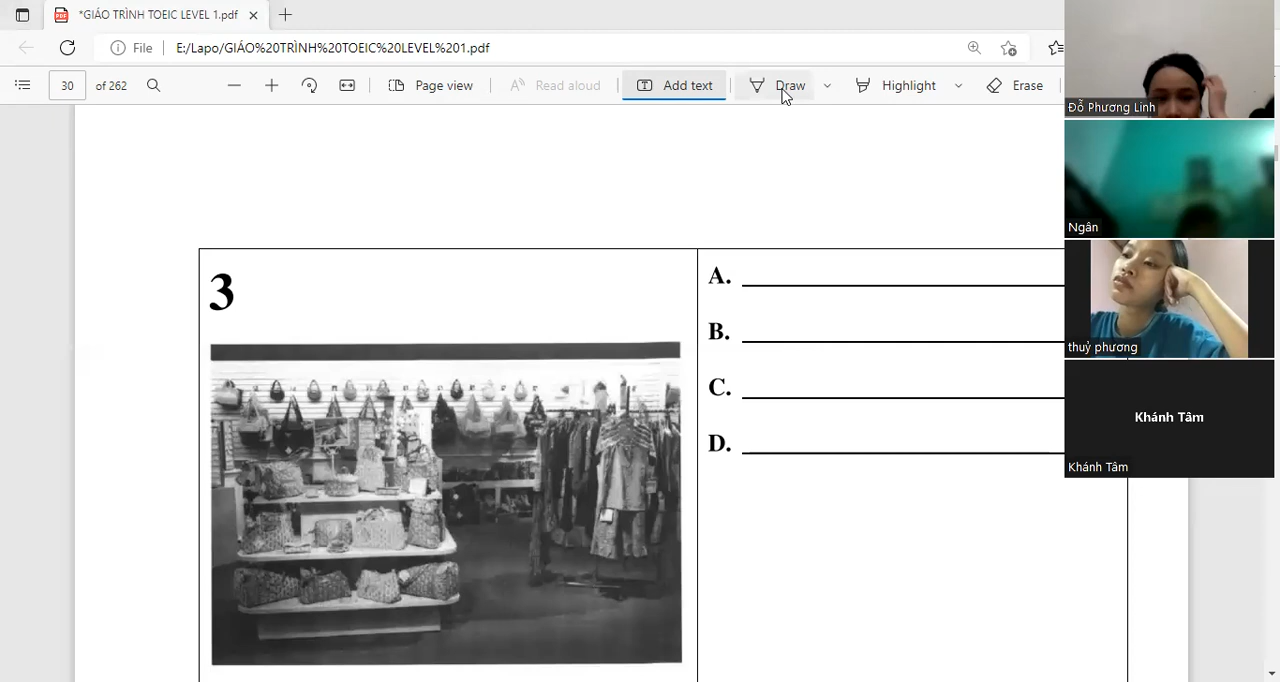 *GIÁO TRÌNH TOEIC LEVEL 1.pdf
File E:/Lapo/GIÁO%20TRÌNH%20TOEIC%20LEVEL%201.pdf
30 of 262 Page view Read aloud Add text Draw Highlight Erase
3
A.
B.
C.
D.
Đỗ Phương Linh
Ngân
thuỷ phương
Khánh Tâm
Khánh Tâm